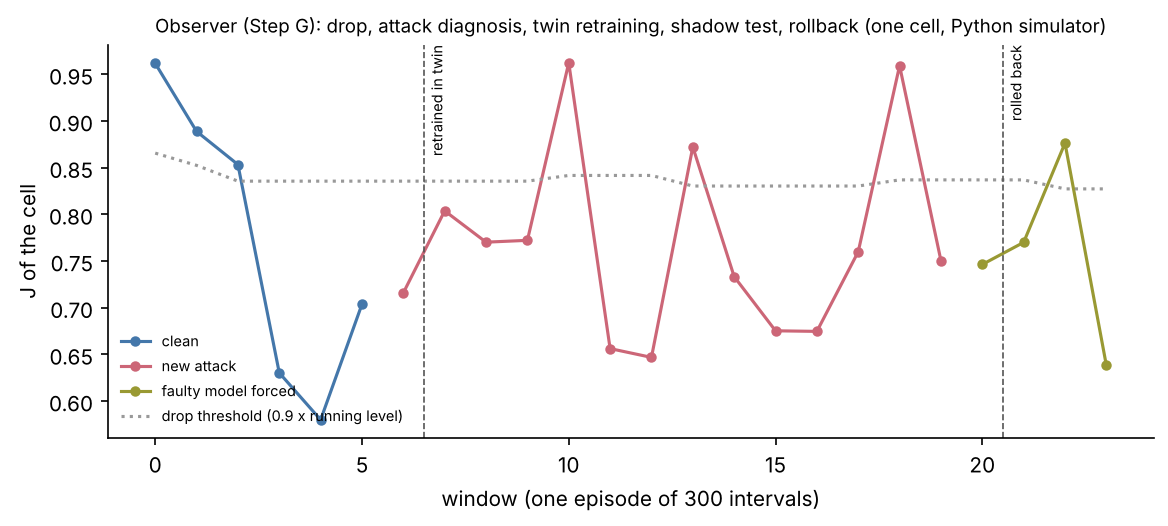 Observer (Step G): drop, attack diagnosis, twin retraining, shadow test, rollback (one cell, Python simulator)
J of the cell
0.95
0.90
0.85
0.80
0.75
0.70
0.65
0.60
retrained in twin
rolled back
clean
new attack
faulty model forced
drop threshold (0.9 x running level)
0
5
10
15
20
window (one episode of 300 intervals)